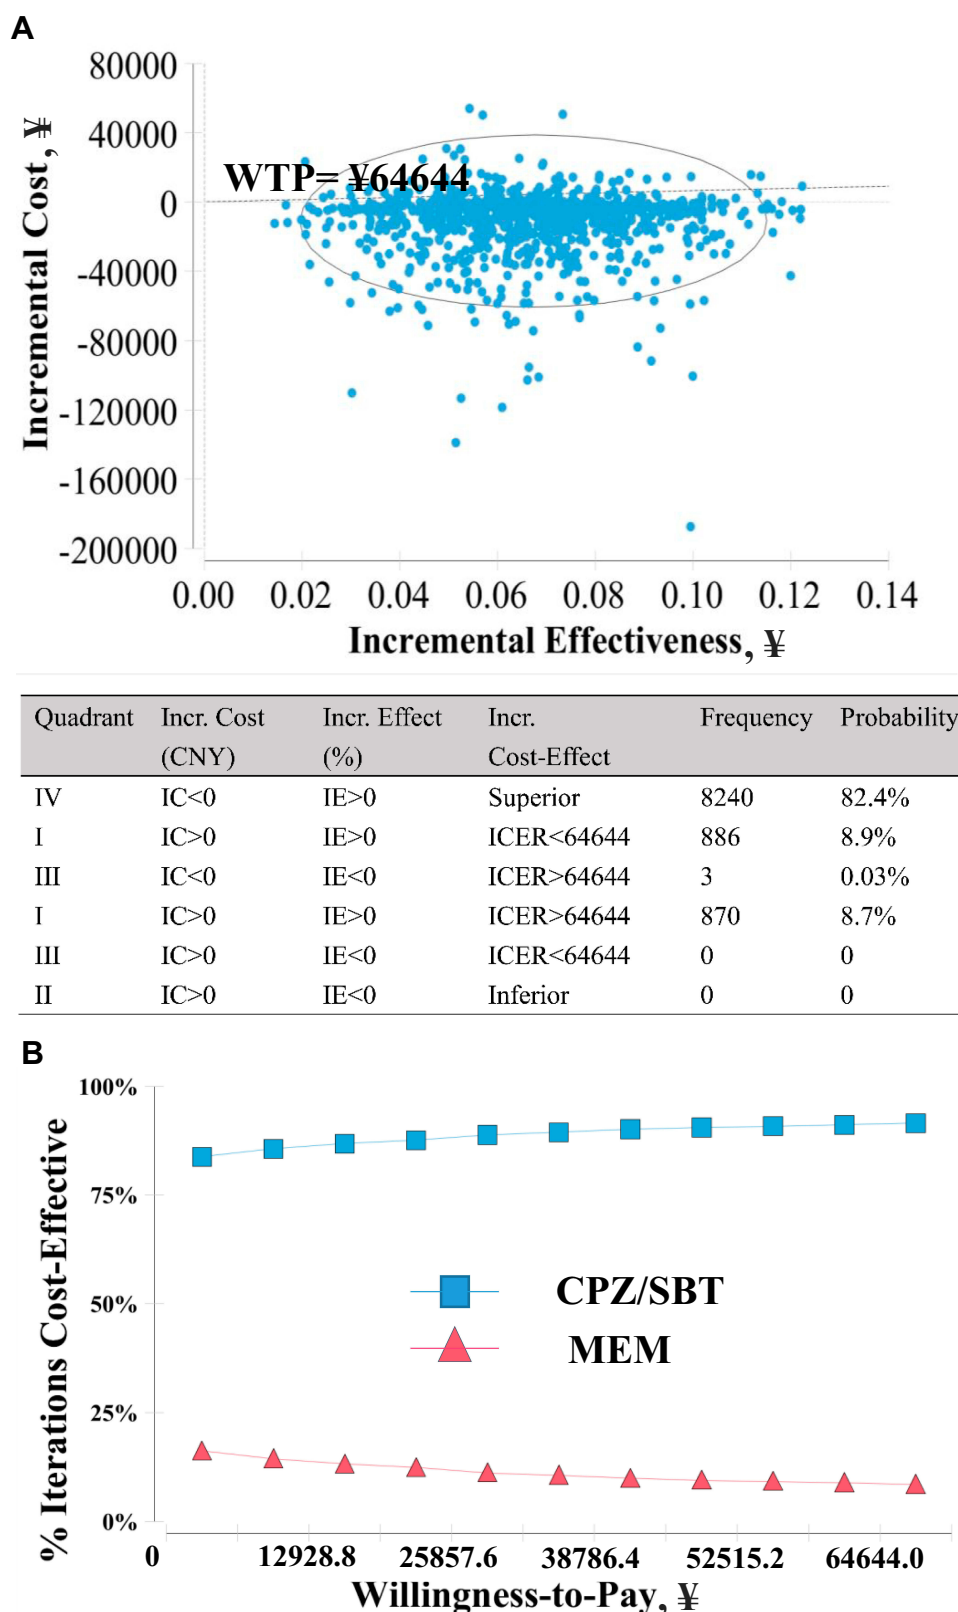 A
80000
40000
0
-40000
-80000
-120000
-160000
-200000
Incremental Cost, ¥
WTP= ¥64644
0.00 0.02 0.04 0.06 0.08 0.10 0.12 0.14
Incremental Effectiveness, ¥
Quadrant Incr. Cost Incr. Effect Incr. Frequency Probability
(CNY) (%) Cost-Effect
IV IC<0 IE>0 Superior 8240 82.4%
I IC>0 IE>0 ICER<64644 886 8.9%
III IC<0 IE<0 ICER>64644 3 0.03%
I IC>0 IE>0 ICER>64644 870 8.7%
III IC>0 IE<0 ICER<64644 0 0
II IC>0 IE<0 Inferior 0 0
B
100%
75%
50%
25%
0%
% Iterations Cost-Effective
CPZ/SBT
MEM
0 12928.8 25857.6 38786.4 52515.2 64644.0
Willingness-to-Pay, ¥